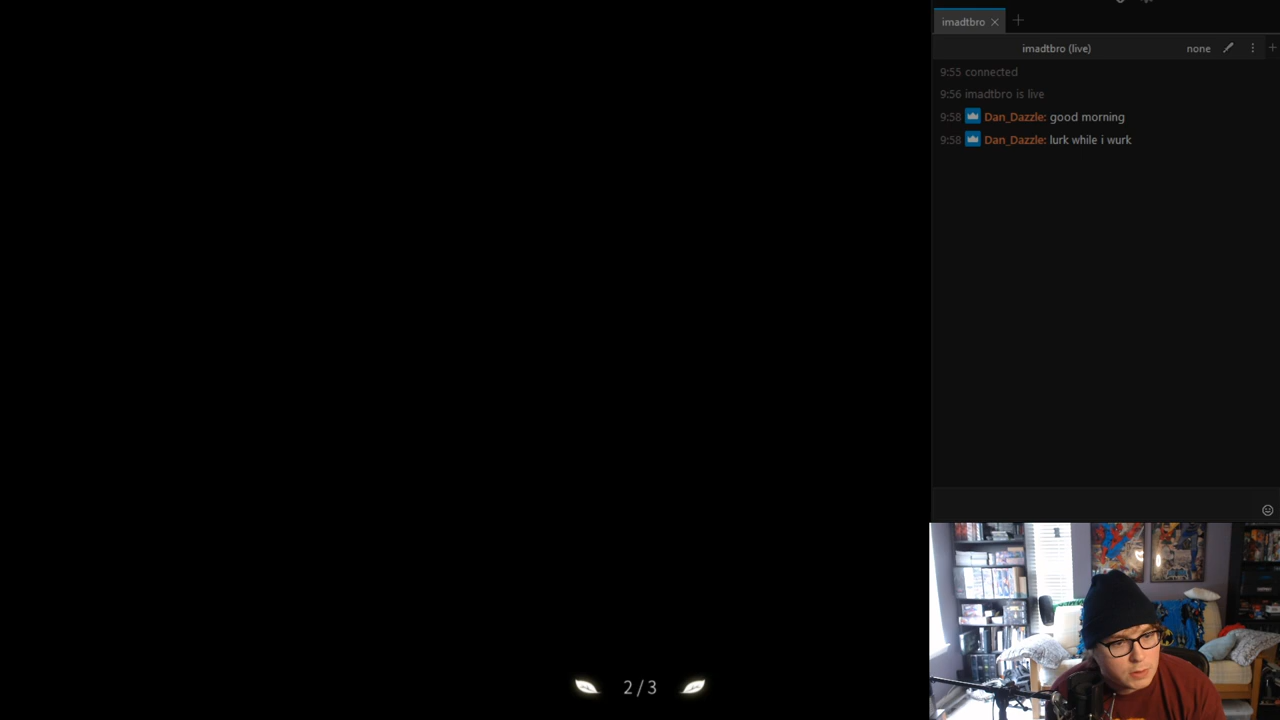 imadtbro
imadtbro (live)
none
9:55 connected
9:56 imadtbro is live
9:58 Dan_Dazzle: good morning
9:58 Dan_Dazzle: lurk while i wurk
2 / 3